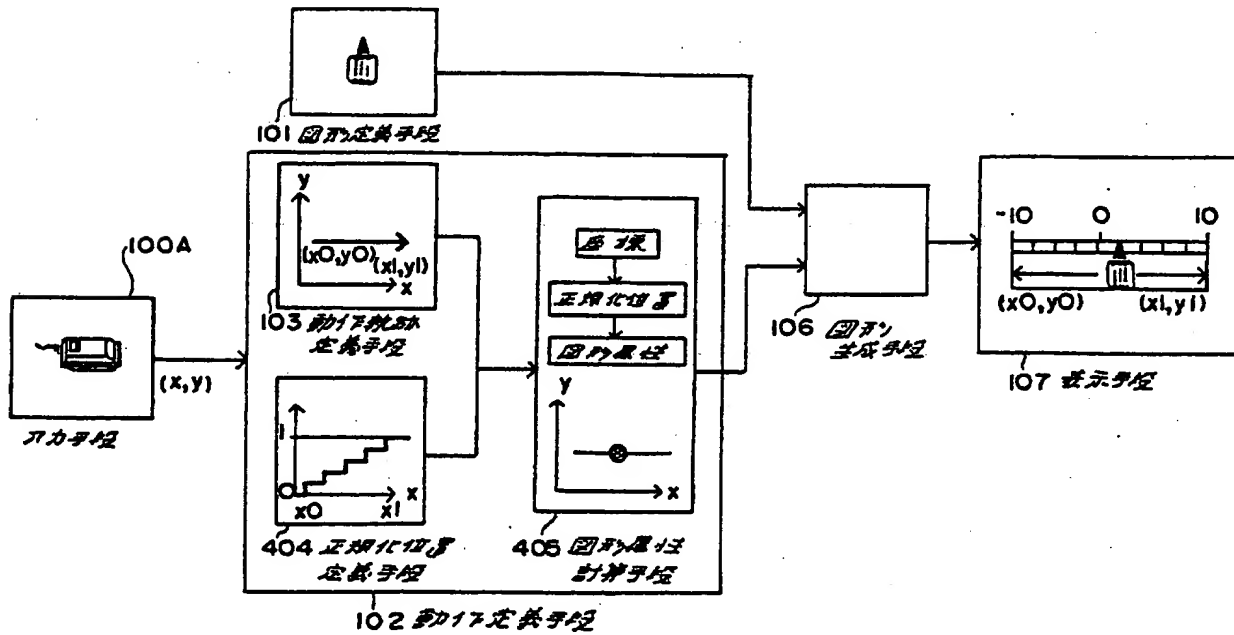 101 図形定義手段
100A
(x,y)
入力手段
y
(x0,y0)
(x1,y1)
x
103 動作軌跡
定義手段
1
0
x0
x1
x
404 正規化位置
定義手段
座標
正規化位置
図形属性
y
x
405 図形属性
計算手段
102 動作定義手段
106 図形
生成手段
-10
0
10
(x0,y0)
(x1,y1)
107 表示手段